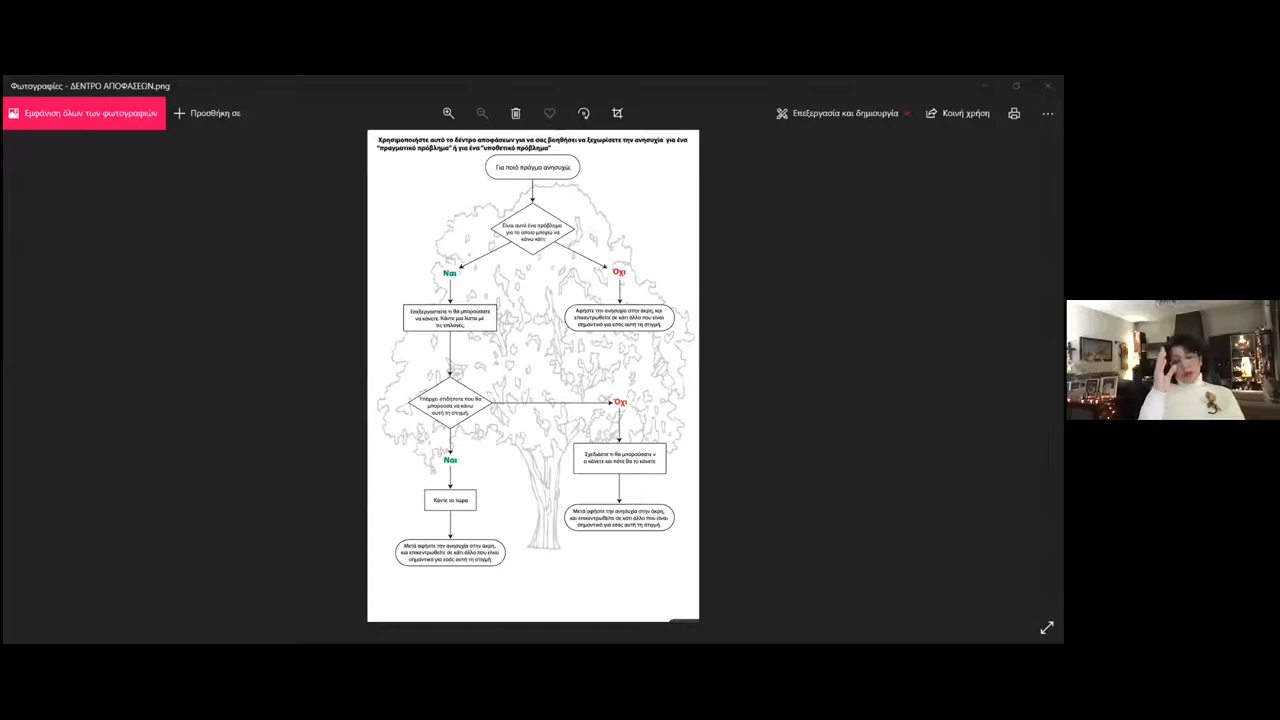 Φωτογραφίες - ΔΕΝΤΡΟ ΑΠΟΦΑΣΕΩΝ.png
Εμφάνιση όλων των φωτογραφιών
Προσθήκη σε
Επεξεργασία και δημιουργία
Κοινή χρήση
Χρησιμοποιήστε αυτό το δέντρο αποφάσεων για να σας βοηθήσει να ξεχωρίσετε την ανησυχία για ένα
"πραγματικό πρόβλημα" ή για ένα "υποθετικό πρόβλημα"
Για ποιό πράγμα ανησυχώ;
Είναι αυτό ένα πρόβλημα
για το οποίο μπορώ να
κάνω κάτι;
Ναι
Όχι
Επεξεργαστείτε τι θα μπορούσατε
να κάνετε. Κάντε μια λίστα με
τις επιλογές;
Αφήστε την ανησυχία στην άκρη, και
επικεντρωθείτε σε κάτι άλλο που είναι
σημαντικό για εσάς αυτή τη στιγμή.
Υπάρχει οτιδήποτε που θα
μπορούσα να κάνω
αυτή τη στιγμή;
Όχι
Ναι
Σχεδιάστε τι θα μπορούσατε ν
α κάνετε και πότε θα το κάνετε
Κάντε το τώρα
Μετά αφήστε την ανησυχία στην άκρη,
και επικεντρωθείτε σε κάτι άλλο που είναι
σημαντικό για εσάς αυτή τη στιγμή.
Μετά αφήστε την ανησυχία στην άκρη,
και επικεντρωθείτε σε κάτι άλλο που είναι
σημαντικό για εσάς αυτή τη στιγμή.